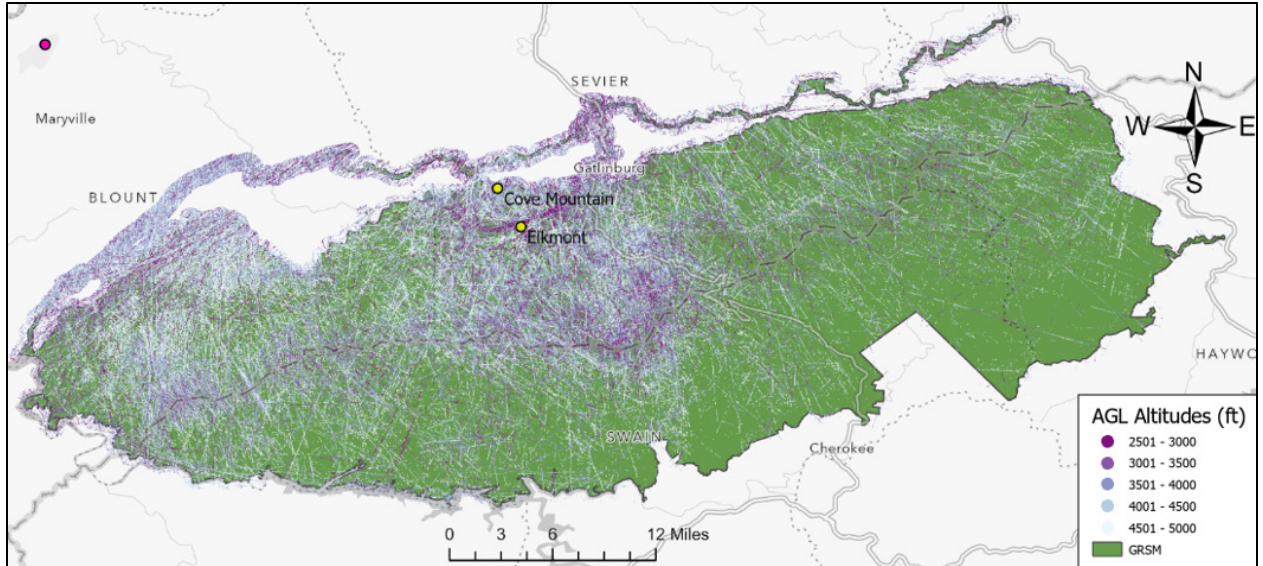 SEVIER
N
W E
S
Maryville
Gatlinburg
BLOUNT
Cove Mountain
Elkmont
HAYWO
SWAIN
Cherokee
0 3 6 12 Miles
AGL Altitudes (ft)
2501 - 3000
3001 - 3500
3501 - 4000
4001 - 4500
4501 - 5000
GRSM